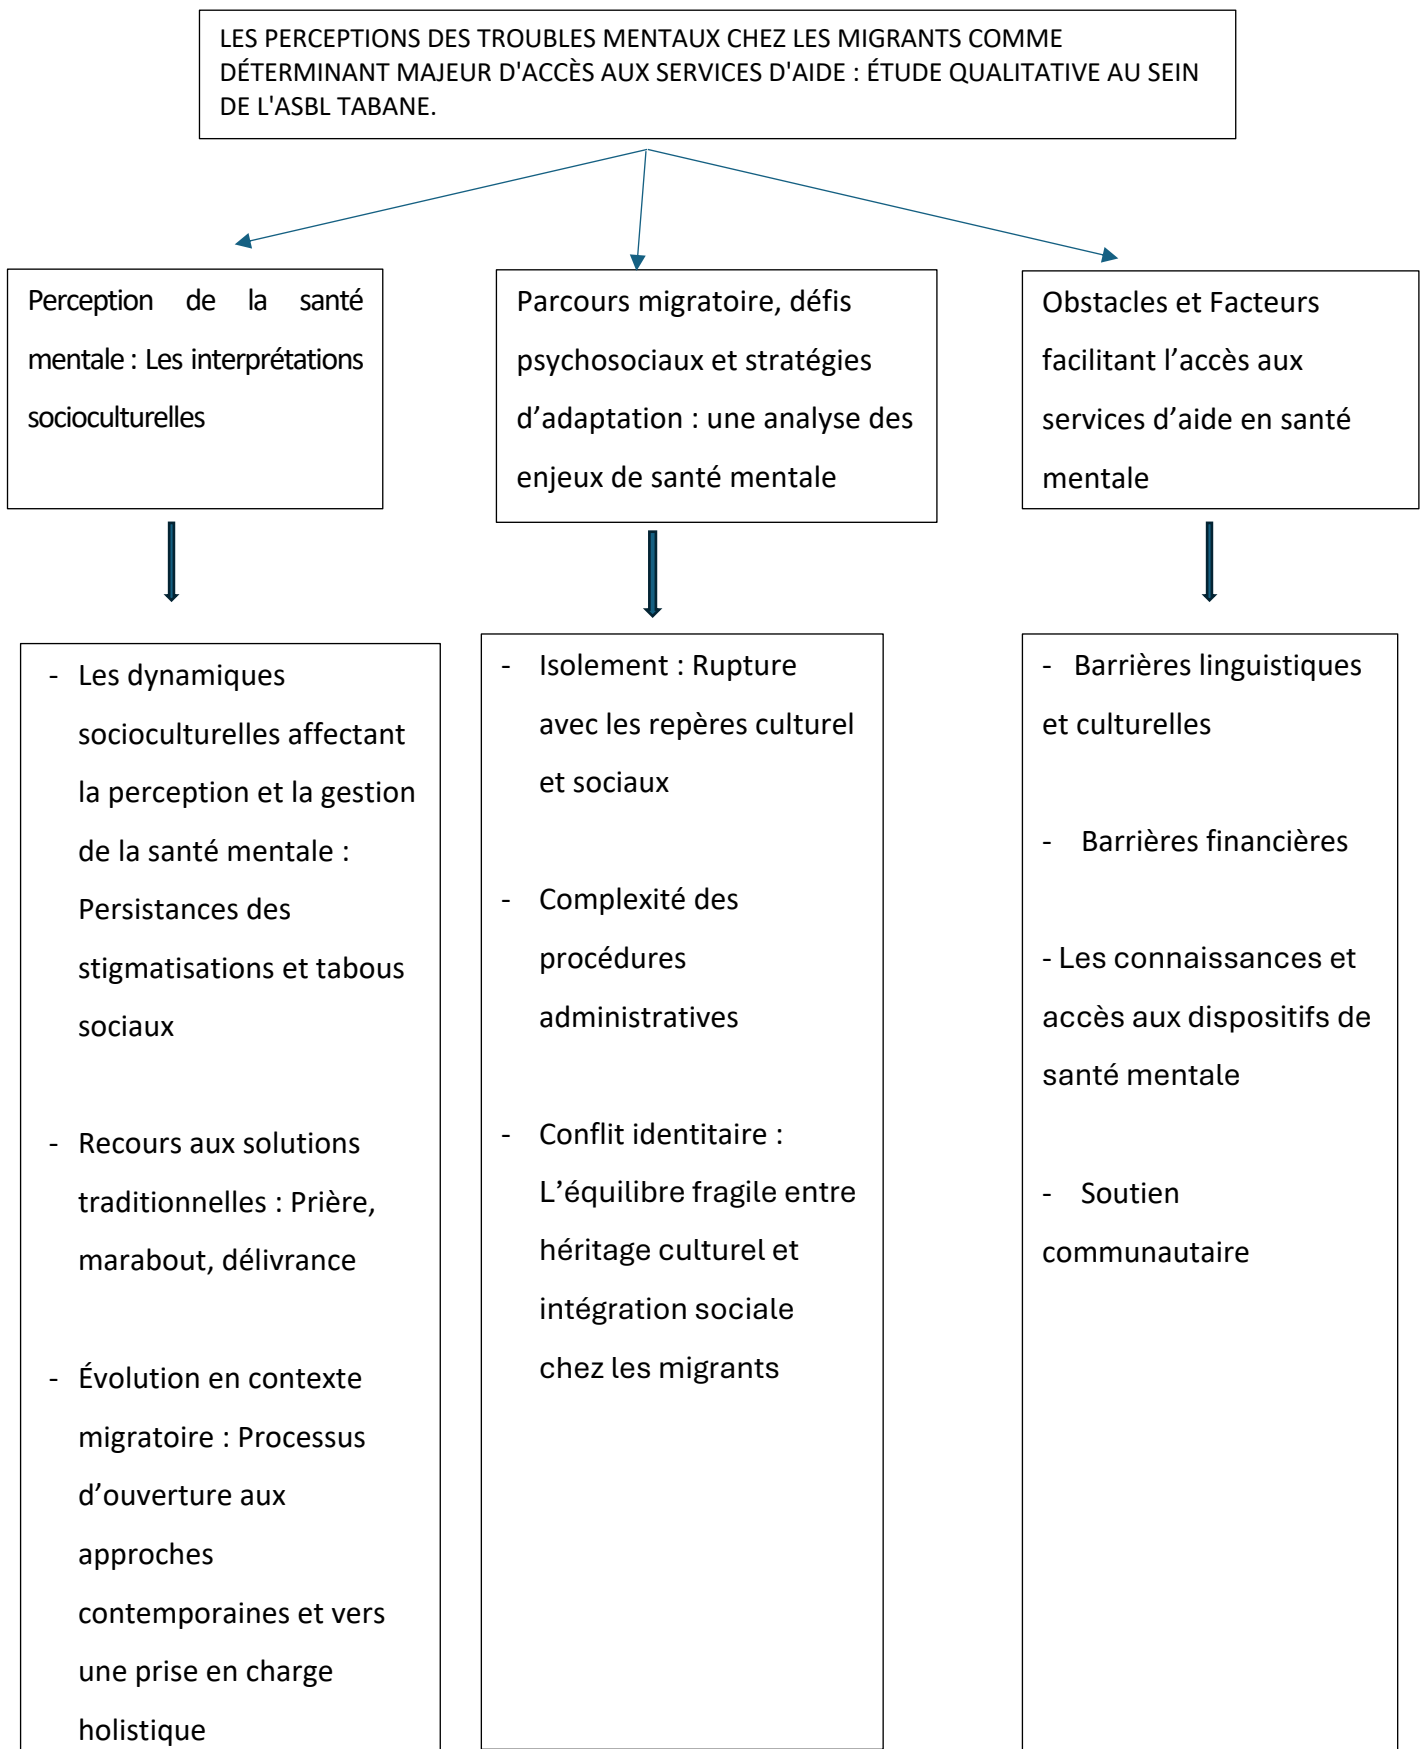 LES PERCEPTIONS DES TROUBLES MENTAUX CHEZ LES MIGRANTS COMME
DÉTERMINANT MAJEUR D'ACCÈS AUX SERVICES D'AIDE : ÉTUDE QUALITATIVE AU SEIN
DE L'ASBL TABANE.
Perception de la santé
mentale : Les interprétations
socioculturelles
Parcours migratoire, défis
psychosociaux et stratégies
d’adaptation : une analyse des
enjeux de santé mentale
Obstacles et Facteurs
facilitant l’accès aux
services d’aide en santé
mentale
- Les dynamiques
socioculturelles affectant
la perception et la gestion
de la santé mentale :
Persistances des
stigmatisations et tabous
sociaux
- Recours aux solutions
traditionnelles : Prière,
marabout, délivrance
- Évolution en contexte
migratoire : Processus
d’ouverture aux
approches
contemporaines et vers
une prise en charge
holistique
- Isolement : Rupture
avec les repères culturel
et sociaux
- Complexité des
procédures
administratives
- Conflit identitaire :
L’équilibre fragile entre
héritage culturel et
intégration sociale
chez les migrants
- Barrières linguistiques
et culturelles
- Barrières financières
- Les connaissances et
accès aux dispositifs de
santé mentale
- Soutien
communautaire